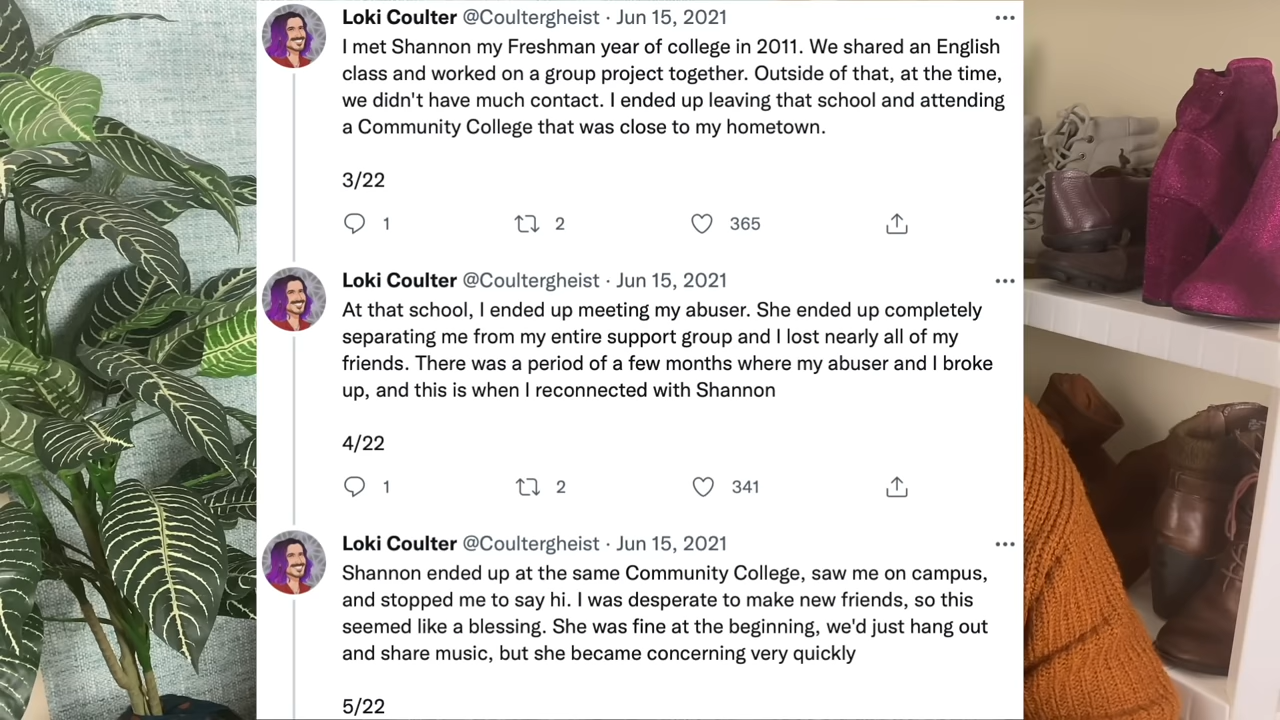 Loki Coulter @Coultergheist · Jun 15, 2021
I met Shannon my Freshman year of college in 2011. We shared an English
class and worked on a group project together. Outside of that, at the time,
we didn't have much contact. I ended up leaving that school and attending
a Community College that was close to my hometown.
3/22
1 2 365
Loki Coulter @Coultergheist · Jun 15, 2021
At that school, I ended up meeting my abuser. She ended up completely
separating me from my entire support group and I lost nearly all of my
friends. There was a period of a few months where my abuser and I broke
up, and this is when I reconnected with Shannon
4/22
1 2 341
Loki Coulter @Coultergheist · Jun 15, 2021
Shannon ended up at the same Community College, saw me on campus,
and stopped me to say hi. I was desperate to make new friends, so this
seemed like a blessing. She was fine at the beginning, we'd just hang out
and share music, but she became concerning very quickly
5/22